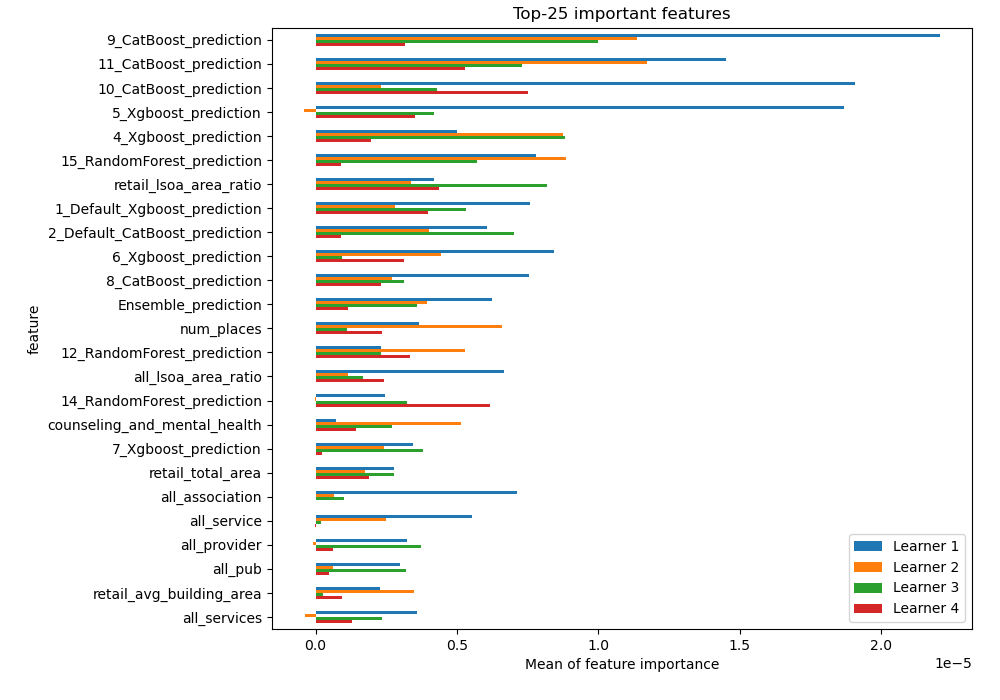 Top-25 important features
9_CatBoost_prediction
11_CatBoost_prediction
10_CatBoost_prediction
5_Xgboost_prediction
4_Xgboost_prediction
15_RandomForest_prediction
retail_lsoa_area_ratio
1_Default_Xgboost_prediction
2_Default_CatBoost_prediction
6_Xgboost_prediction
8_CatBoost_prediction
Ensemble_prediction
num_places
12_RandomForest_prediction
all_lsoa_area_ratio
14_RandomForest_prediction
counseling_and_mental_health
7_Xgboost_prediction
retail_total_area
all_association
all_service
all_provider
all_pub
retail_avg_building_area
all_services
feature
Learner 1
Learner 2
Learner 3
Learner 4
0.0 0.5 1.0 1.5 2.0
1e−5
Mean of feature importance